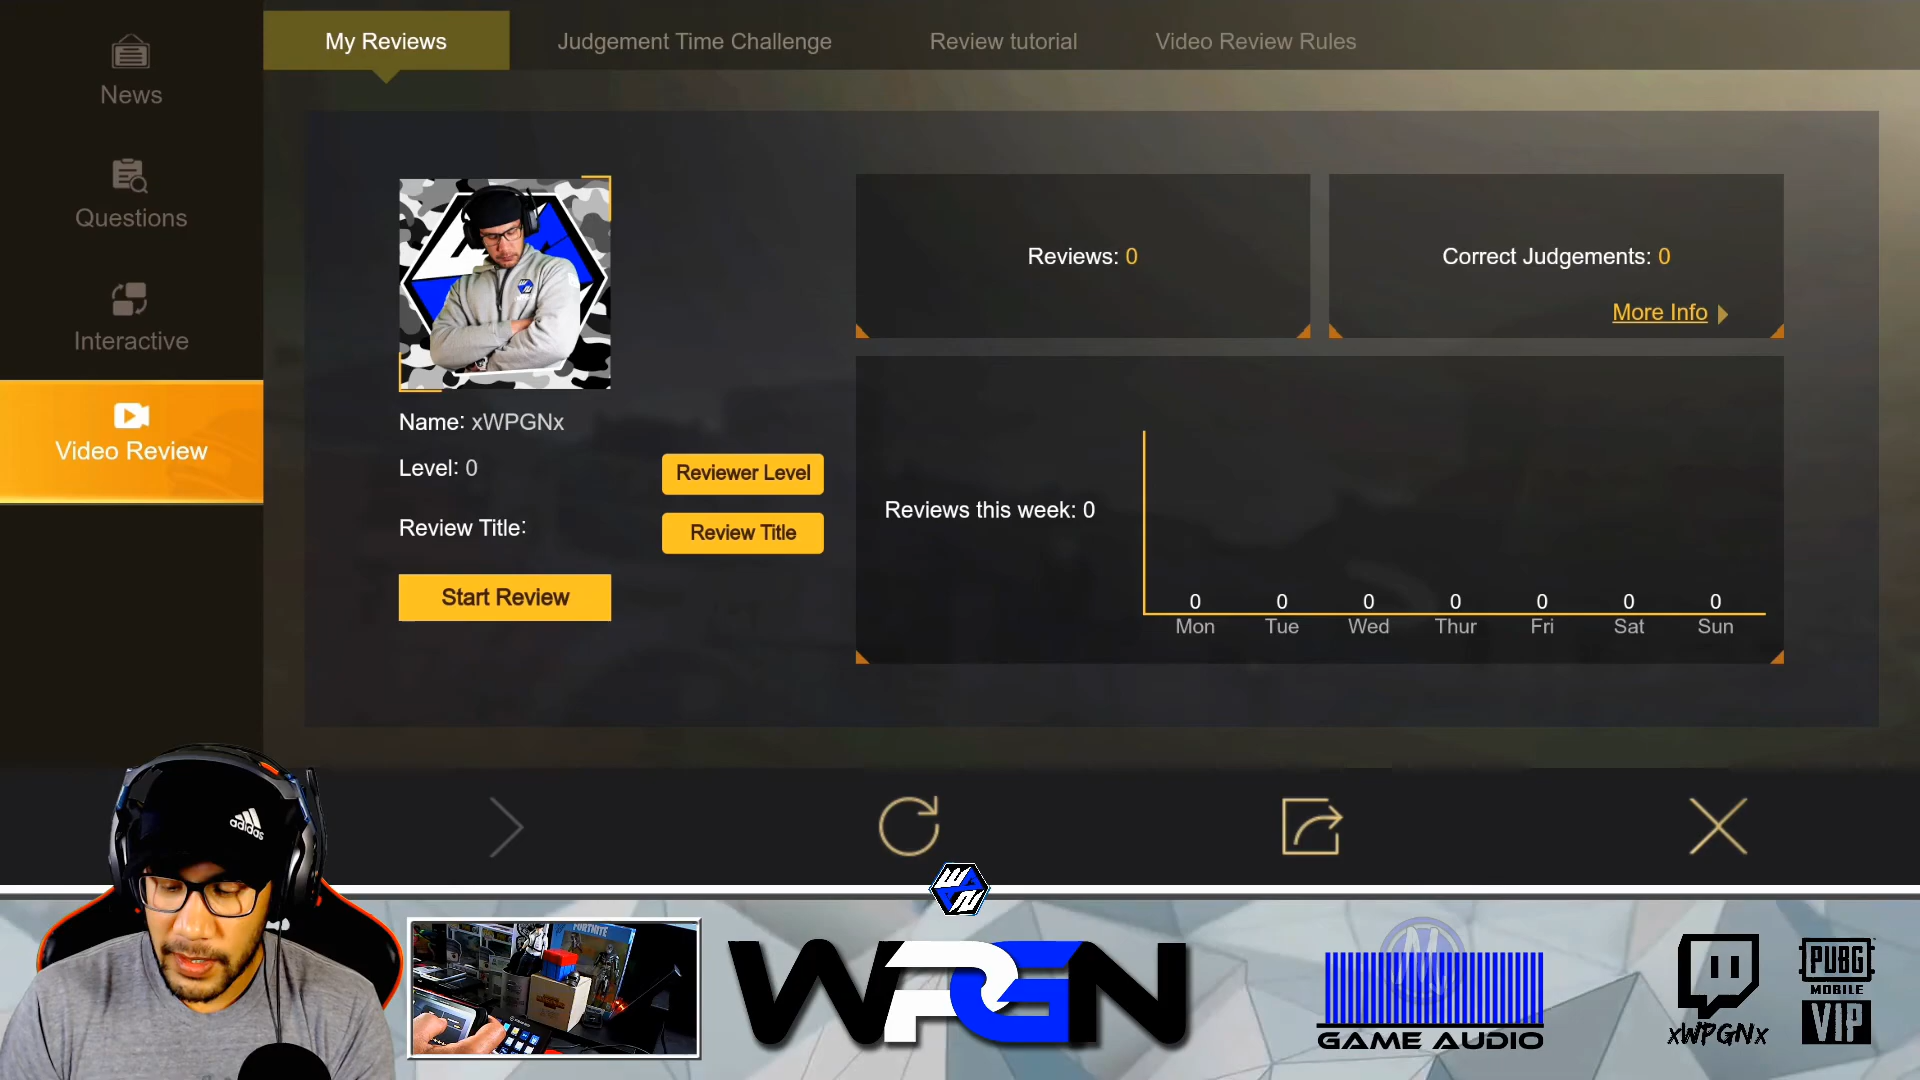 My Reviews
Judgement Time Challenge
Review tutorial
Video Review Rules
News
Questions
Interactive
Video Review
Name: xWPGNx
Level: 0
Reviewer Level
Review Title:
Review Title
Start Review
Reviews: 0
Correct Judgements: 0
More Info
Reviews this week: 0
0 0 0 0 0 0 0
Mon Tue Wed Thur Fri Sat Sun
adidas
FORTNITE
WPGN
GAME AUDIO
xWPGNx
PUBG
MOBILE
VIP